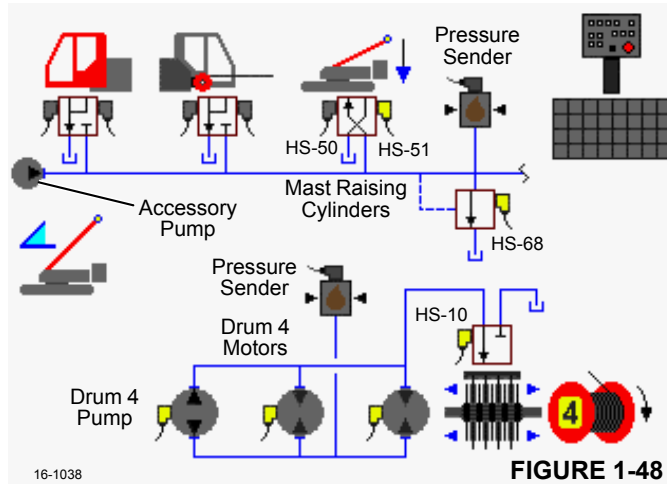 Pressure
Sender
HS-50
HS-51
Mast Raising
Cylinders
Accessory
Pump
HS-68
Pressure
Sender
HS-10
Drum 4
Motors
Drum 4
Pump
4
16-1038
FIGURE 1-48